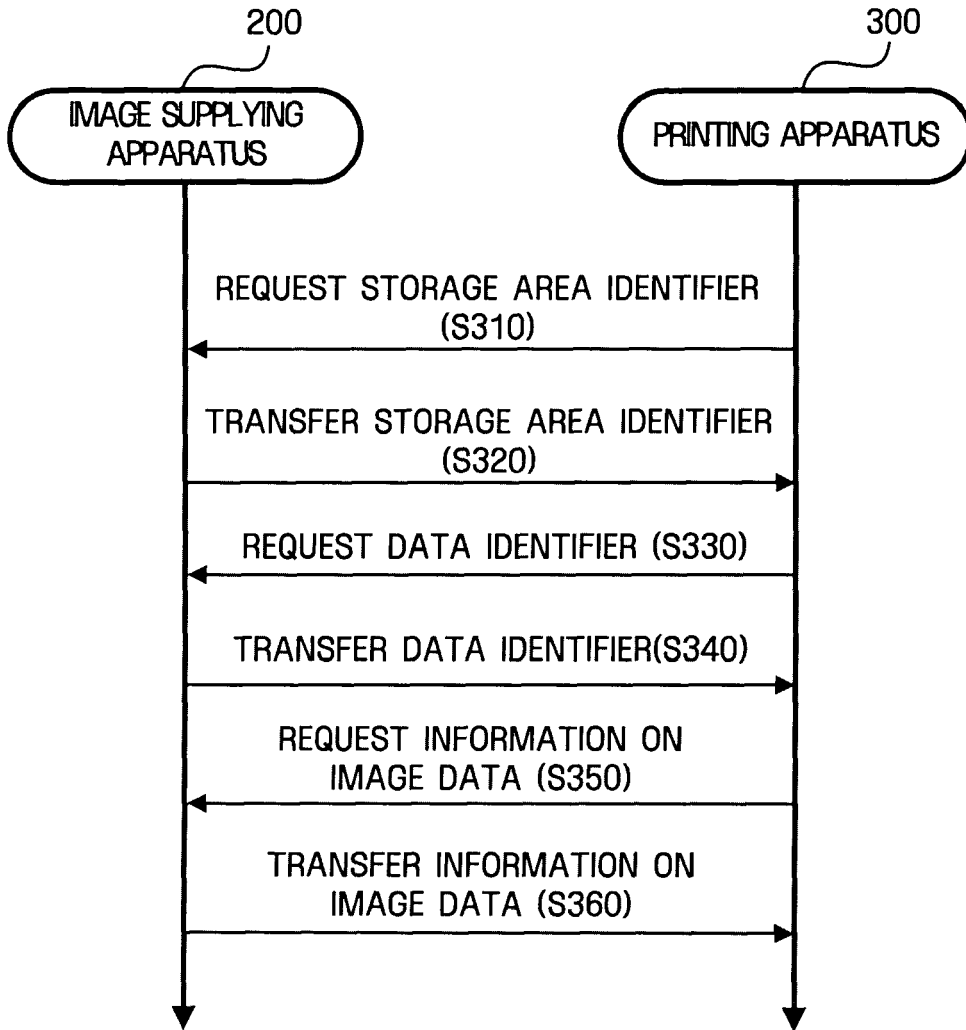 200
300
IMAGE SUPPLYING
APPARATUS
PRINTING APPARATUS
REQUEST STORAGE AREA IDENTIFIER
(S310)
TRANSFER STORAGE AREA IDENTIFIER
(S320)
REQUEST DATA IDENTIFIER (S330)
TRANSFER DATA IDENTIFIER(S340)
REQUEST INFORMATION ON
IMAGE DATA (S350)
TRANSFER INFORMATION ON
IMAGE DATA (S360)